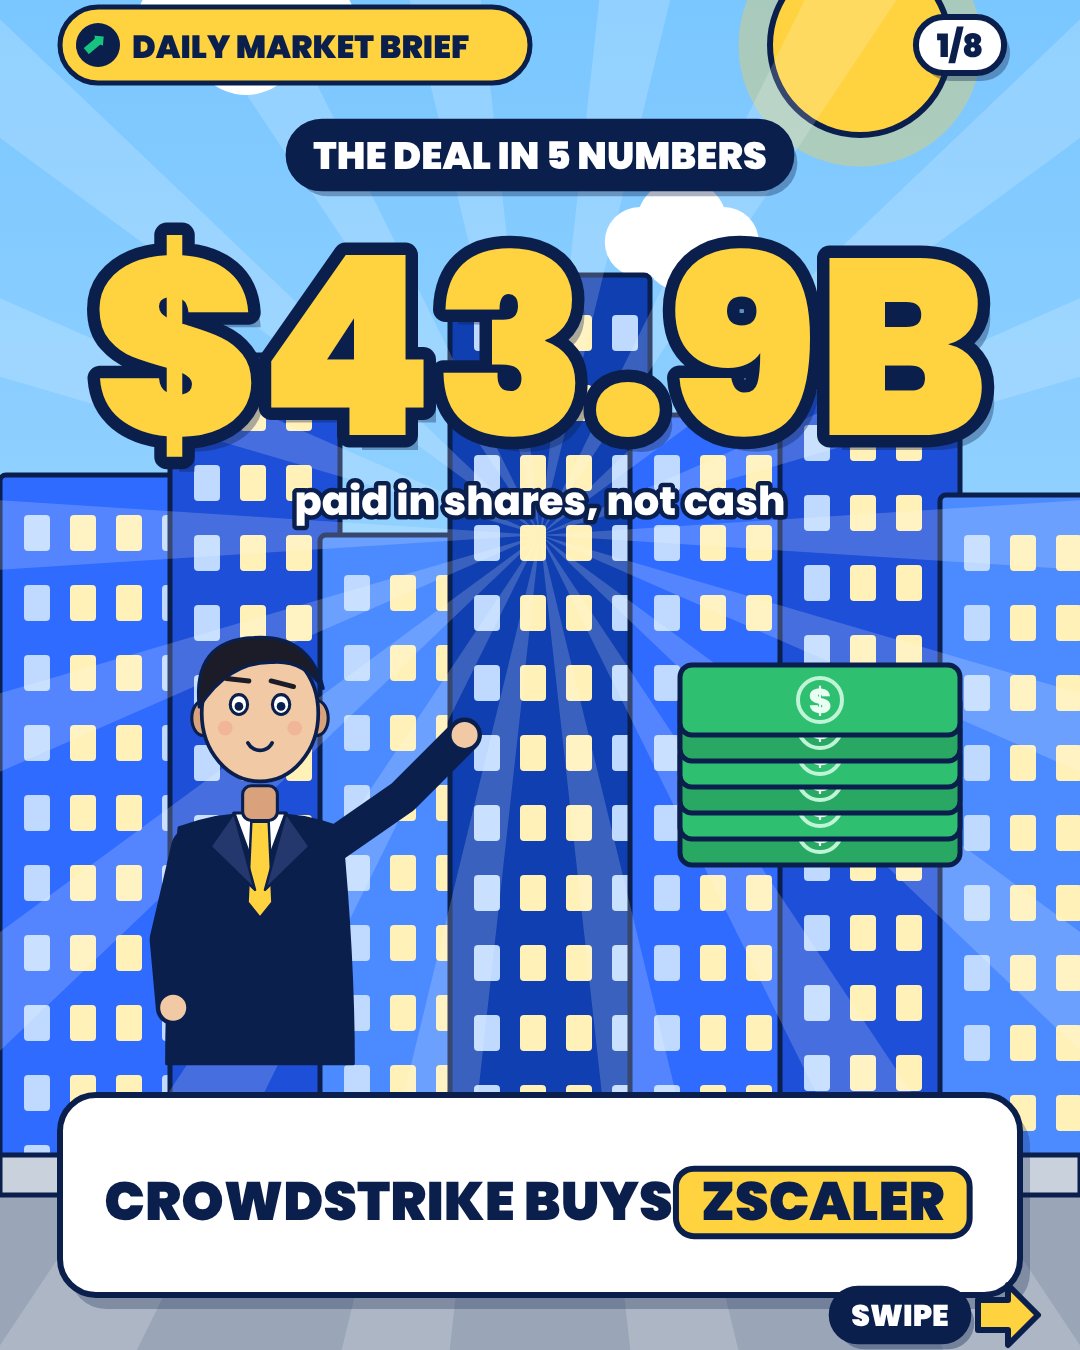 DAILY MARKET BRIEF
1/8
THE DEAL IN 5 NUMBERS
$43.9B
paid in shares, not cash
$
CROWDSTRIKE BUYS ZSCALER
SWIPE